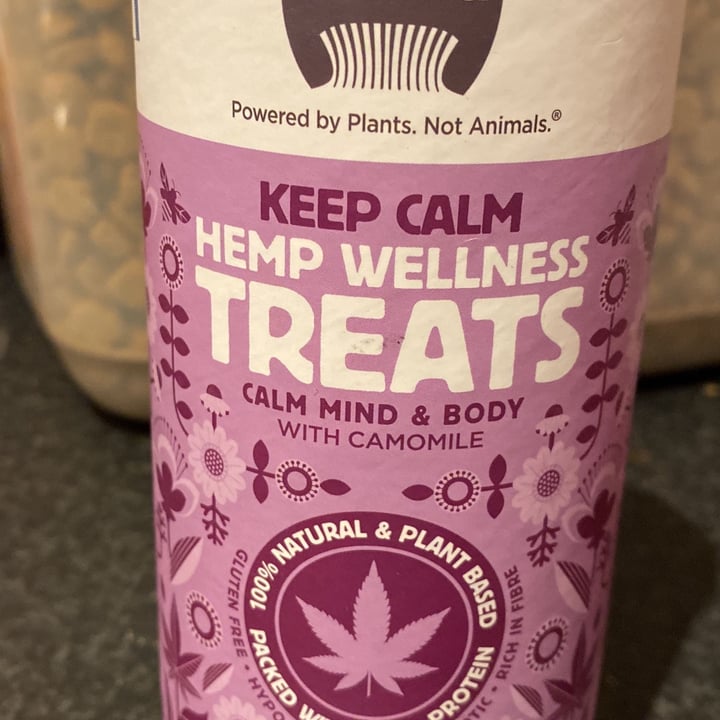 Powered by Plants. Not Animals.®
KEEP CALM
HEMP WELLNESS
TREATS
CALM MIND & BODY
WITH CAMOMILE
100% NATURAL & PLANT BASED
PACKED PROTEIN
GLUTEN FREE •
• RICH IN FIBRE